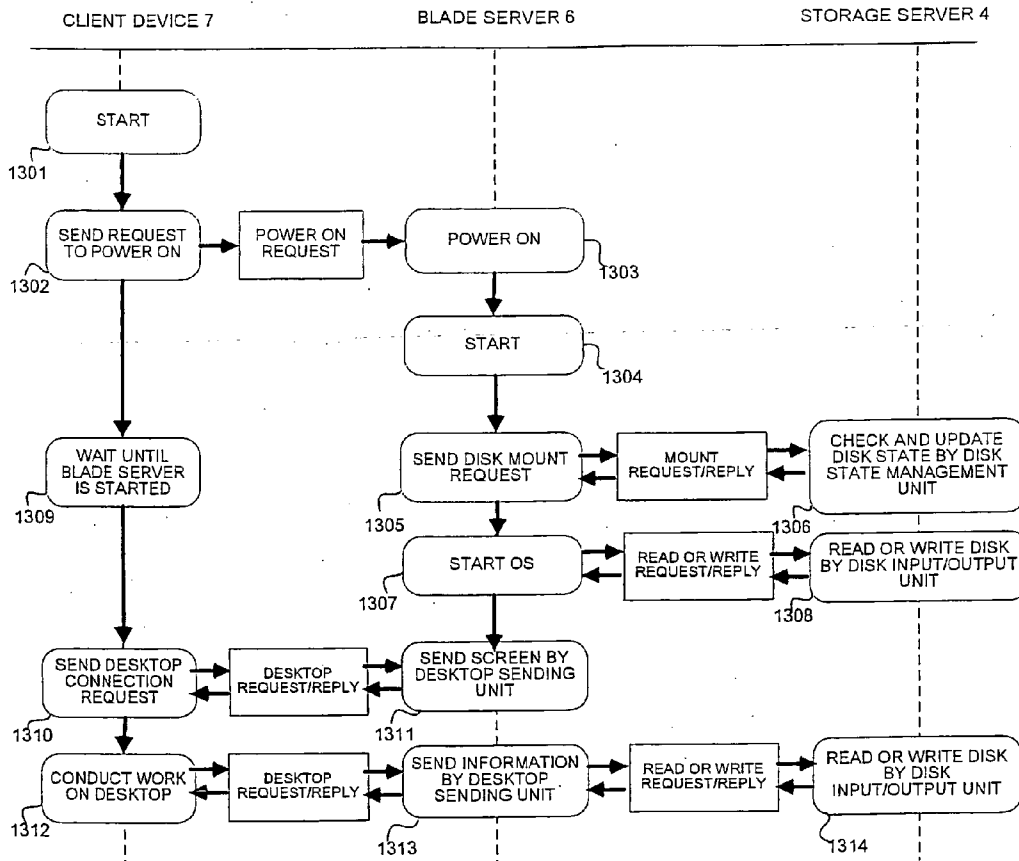 CLIENT DEVICE 7
BLADE SERVER 6
STORAGE SERVER 4
START
1301
SEND REQUEST
TO POWER ON
1302
POWER ON
REQUEST
POWER ON
1303
START
1304
WAIT UNTIL
BLADE SERVER
IS STARTED
1309
SEND DISK MOUNT
REQUEST
1305
MOUNT
REQUEST/REPLY
CHECK AND UPDATE
DISK STATE BY DISK
STATE MANAGEMENT
UNIT
1306
START OS
1307
READ OR WRITE
REQUEST/REPLY
READ OR WRITE DISK
BY DISK INPUT/OUTPUT
UNIT
1308
SEND DESKTOP
CONNECTION
REQUEST
1310
DESKTOP
REQUEST/REPLY
SEND SCREEN BY
DESKTOP SENDING
UNIT
1311
CONDUCT WORK
ON DESKTOP
1312
DESKTOP
REQUEST/REPLY
SEND INFORMATION
BY DESKTOP
SENDING UNIT
1313
READ OR WRITE
REQUEST/REPLY
READ OR WRITE DISK
BY DISK
INPUT/OUTPUT UNIT
1314